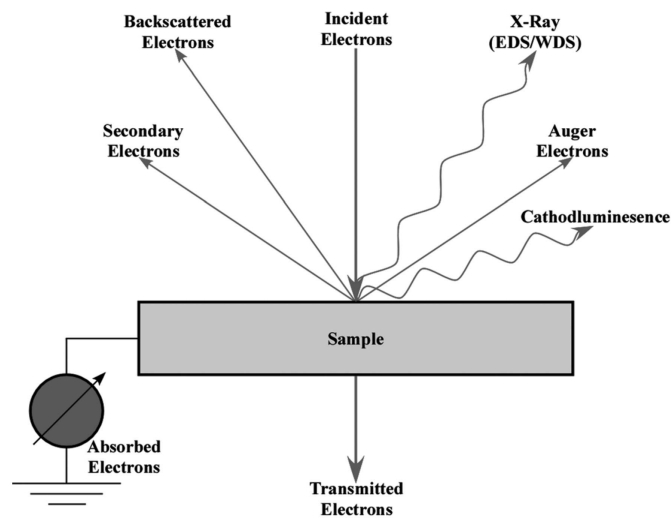 Backscattered
Electrons
Incident
Electrons
X-Ray
(EDS/WDS)
Secondary
Electrons
Auger
Electrons
Cathodluminesence
Sample
Absorbed
Electrons
Transmitted
Electrons